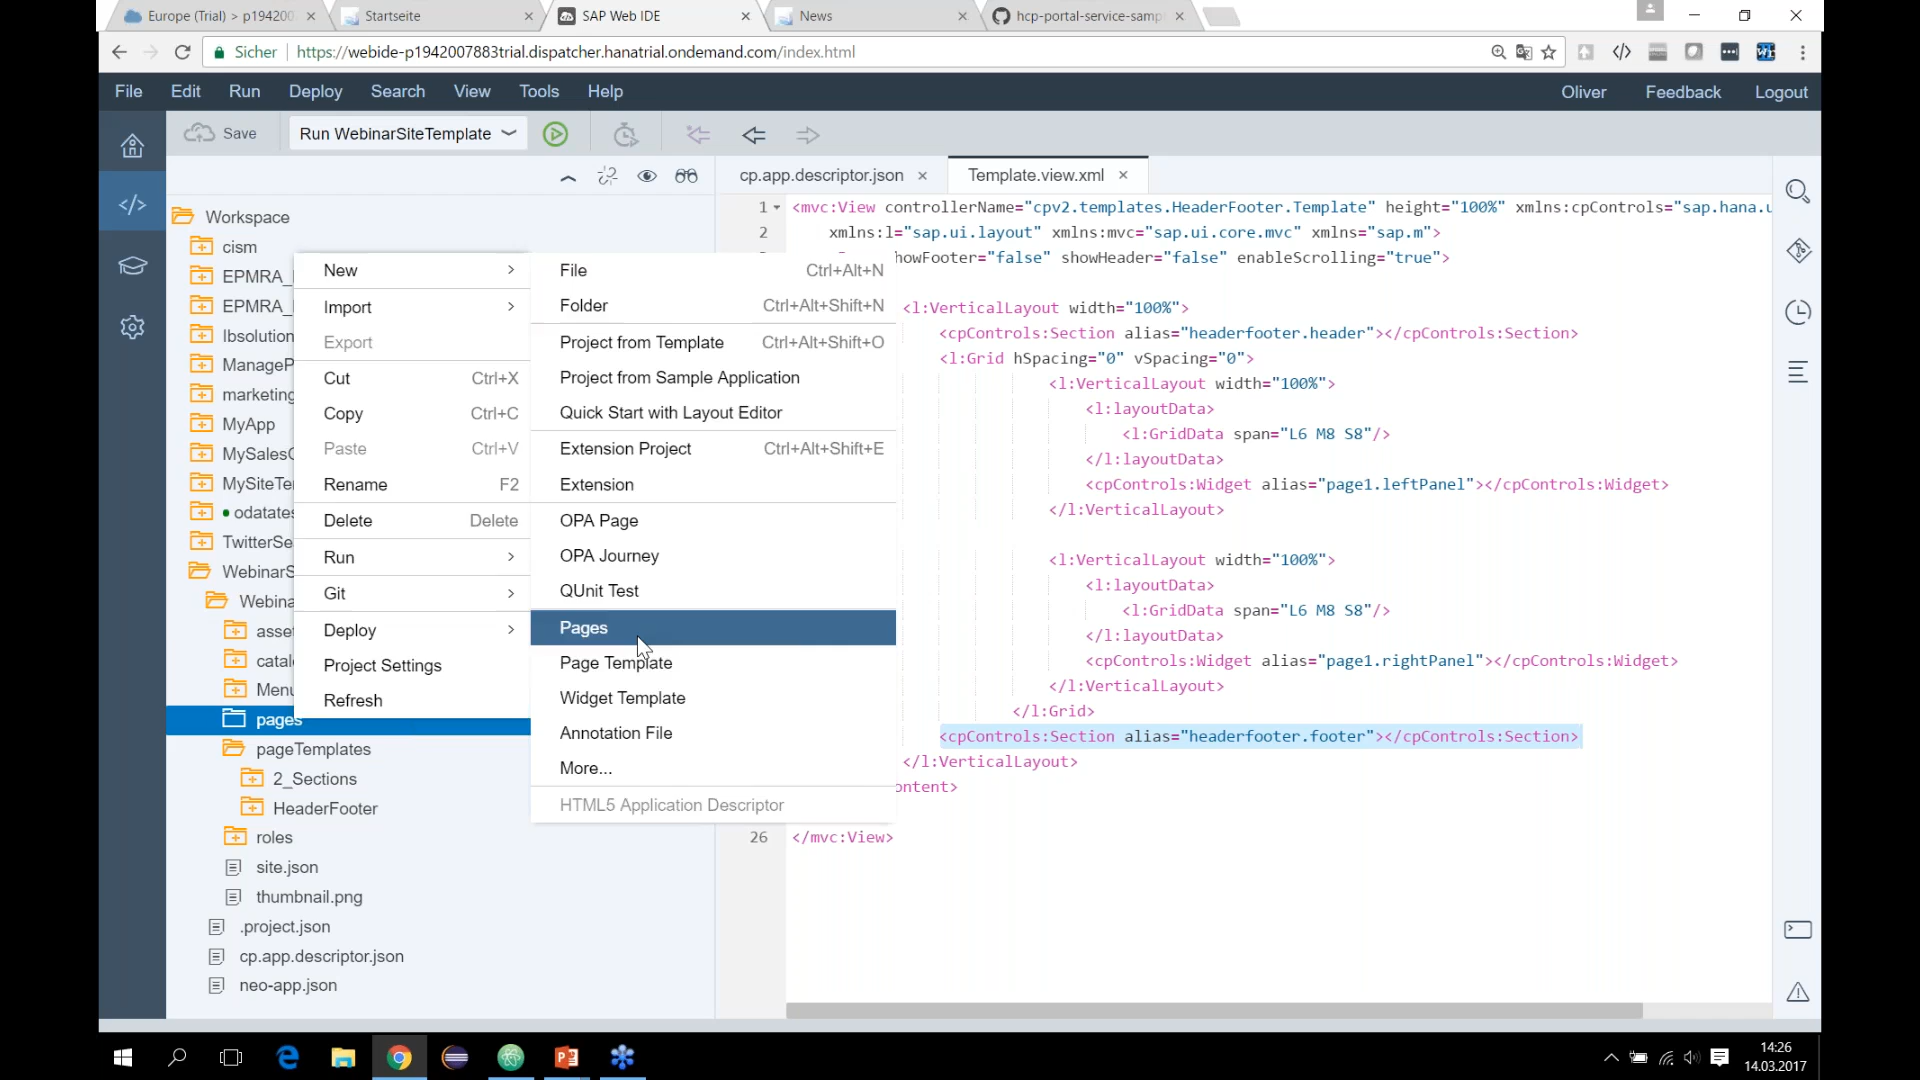 Europe (Trial) > p194200
Startseite
SAP Web IDE
News
hcp-portal-service-samp
Sicher
https://webide-p1942007883trial.dispatcher.hanatrial.ondemand.com/index.html
File Edit Run Deploy Search View Tools Help
Oliver Feedback Logout
Save
Run WebinarSiteTemplate
cp.app.descriptor.json
Template.view.xml
Workspace
cism
EPMRA_
EPMRA_
Ibsolution
ManageP
marketing
MyApp
MySalesO
MySiteTe
odatates
TwitterSe
WebinarS
Webina
asset
catal
Menu
pages
pageTemplates
2_Sections
HeaderFooter
roles
site.json
thumbnail.png
.project.json
cp.app.descriptor.json
neo-app.json
New
Import
Export
Cut Ctrl+X
Copy Ctrl+C
Paste Ctrl+V
Rename F2
Delete Delete
Run
Git
Deploy
Project Settings
Refresh
File Ctrl+Alt+N
Folder Ctrl+Alt+Shift+N
Project from Template Ctrl+Alt+Shift+O
Project from Sample Application
Quick Start with Layout Editor
Extension Project Ctrl+Alt+Shift+E
Extension
OPA Page
OPA Journey
QUnit Test
Pages
Page Template
Widget Template
Annotation File
More...
HTML5 Application Descriptor
1 <mvc:View controllerName="cpv2.templates.HeaderFooter.Template" height="100%" xmlns:cpControls="sap.hana.u
2 xmlns:l="sap.ui.layout" xmlns:mvc="sap.ui.core.mvc" xmlns="sap.m">
howFooter="false" showHeader="false" enableScrolling="true">
<l:VerticalLayout width="100%">
<cpControls:Section alias="headerfooter.header"></cpControls:Section>
<l:Grid hSpacing="0" vSpacing="0">
<l:VerticalLayout width="100%">
<l:layoutData>
<l:GridData span="L6 M8 S8"/>
</l:layoutData>
<cpControls:Widget alias="page1.leftPanel"></cpControls:Widget>
</l:VerticalLayout>
<l:VerticalLayout width="100%">
<l:layoutData>
<l:GridData span="L6 M8 S8"/>
</l:layoutData>
<cpControls:Widget alias="page1.rightPanel"></cpControls:Widget>
</l:VerticalLayout>
</l:Grid>
<cpControls:Section alias="headerfooter.footer"></cpControls:Section>
</l:VerticalLayout>
ontent>
26 </mvc:View>
14:26
14.03.2017